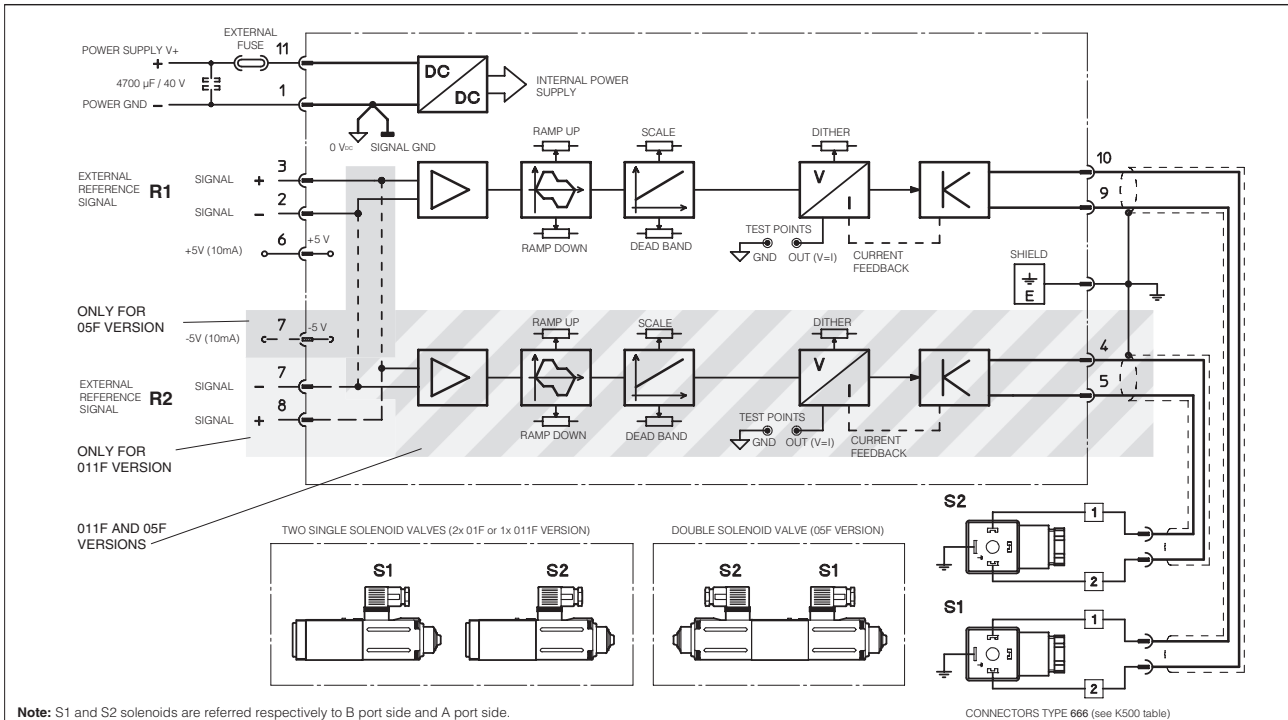 EXTERNAL
FUSE
11
POWER SUPPLY V+
+
4700 µF / 40 V
1
POWER GND
−
DC
DC
INTERNAL POWER
SUPPLY
0 VDC
SIGNAL GND
EXTERNAL
REFERENCE
SIGNAL
R1
SIGNAL
+
3
SIGNAL
−
2
+5V (10mA)
6
+5 V
RAMP UP
RAMP DOWN
SCALE
DEAD BAND
DITHER
V
I
TEST POINTS
GND
OUT (V=I)
CURRENT
FEEDBACK
10
9
SHIELD
E
ONLY FOR
05F VERSION
7
-5 V
-5V (10mA)
EXTERNAL
REFERENCE
SIGNAL
R2
7
SIGNAL
−
8
SIGNAL
+
RAMP UP
RAMP DOWN
SCALE
DEAD BAND
DITHER
V
I
TEST POINTS
GND
OUT (V=I)
CURRENT
FEEDBACK
4
5
ONLY FOR
011F VERSION
011F AND 05F
VERSIONS
TWO SINGLE SOLENOID VALVES (2x 01F or 1x 011F VERSION)
S1
S2
DOUBLE SOLENOID VALVE (05F VERSION)
S2
S1
S2
1
2
S1
1
2
Note: S1 and S2 solenoids are referred respectively to B port side and A port side.
CONNECTORS TYPE 666 (see K500 table)